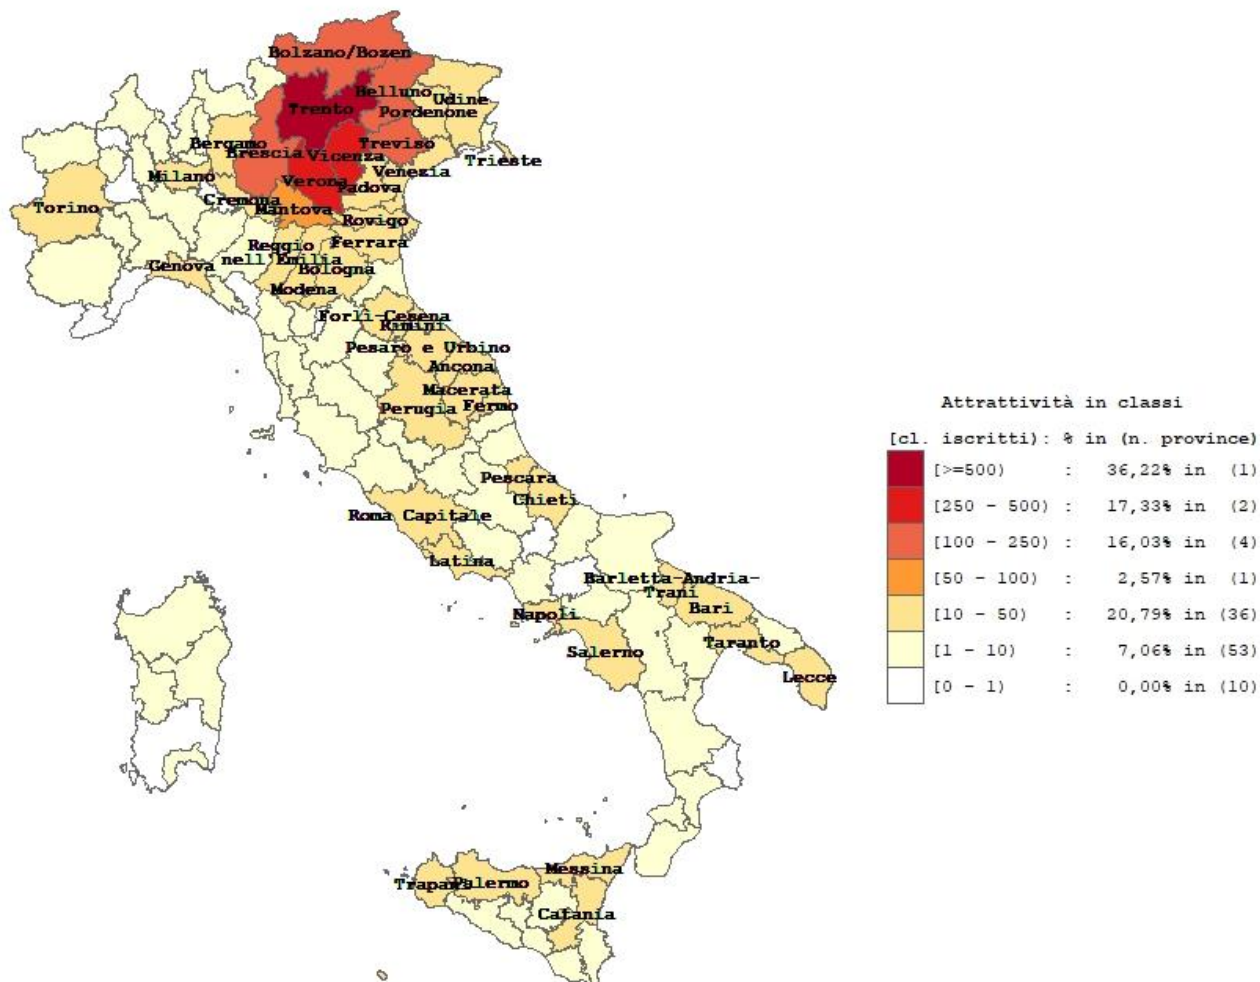 Bolzano/Bozen
Belluno
Trento
Udine
Pordenone
Bergamo
Treviso
Brescia
Vicenza
Trieste
Milano
Venezia
Verona
Padova
Cremona
Torino
Mantova
Rovigo
Reggio
nell'Emilia
Ferrara
Genova
Bologna
Modena
Forlì-Cesena
Rimini
Pesaro e Urbino
Ancona
Macerata
Perugia
Fermo
Pescara
Chieti
Roma Capitale
Latina
Barletta-Andria-
Trani
Bari
Napoli
Taranto
Salerno
Lecce
Messina
Trapani
Palermo
Catania
Attrattività in classi
[cl. iscritti): % in (n. province)
[>=500) : 36,22% in (1)
[250 - 500) : 17,33% in (2)
[100 - 250) : 16,03% in (4)
[50 - 100) : 2,57% in (1)
[10 - 50) : 20,79% in (36)
[1 - 10) : 7,06% in (53)
[0 - 1) : 0,00% in (10)